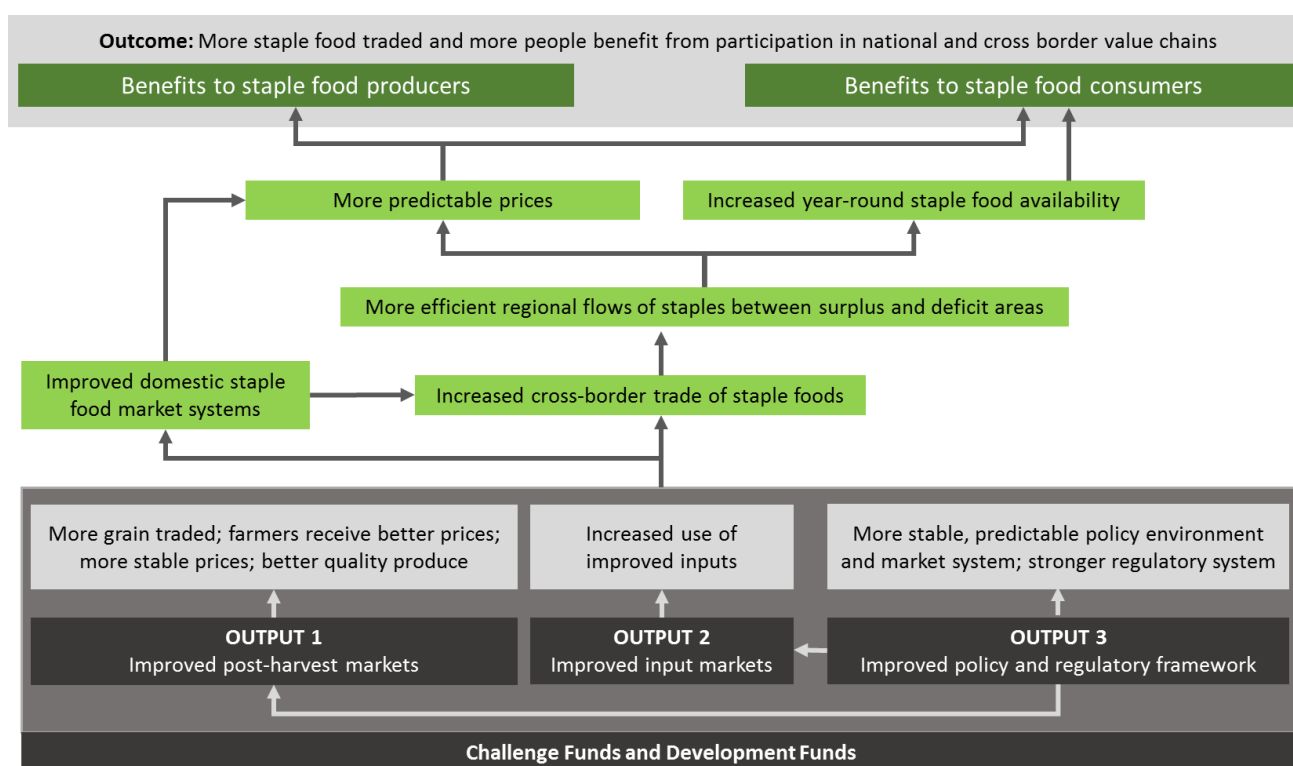 Outcome: More staple food traded and more people benefit from participation in national and cross border value chains
Benefits to staple food producers
Benefits to staple food consumers
More predictable prices
Increased year-round staple food availability
More efficient regional flows of staples between surplus and deficit areas
Improved domestic staple
food market systems
Increased cross-border trade of staple foods
More grain traded; farmers receive better prices;
more stable prices; better quality produce
Increased use of
improved inputs
More stable, predictable policy environment
and market system; stronger regulatory system
OUTPUT 1
Improved post-harvest markets
OUTPUT 2
Improved input markets
OUTPUT 3
Improved policy and regulatory framework
Challenge Funds and Development Funds